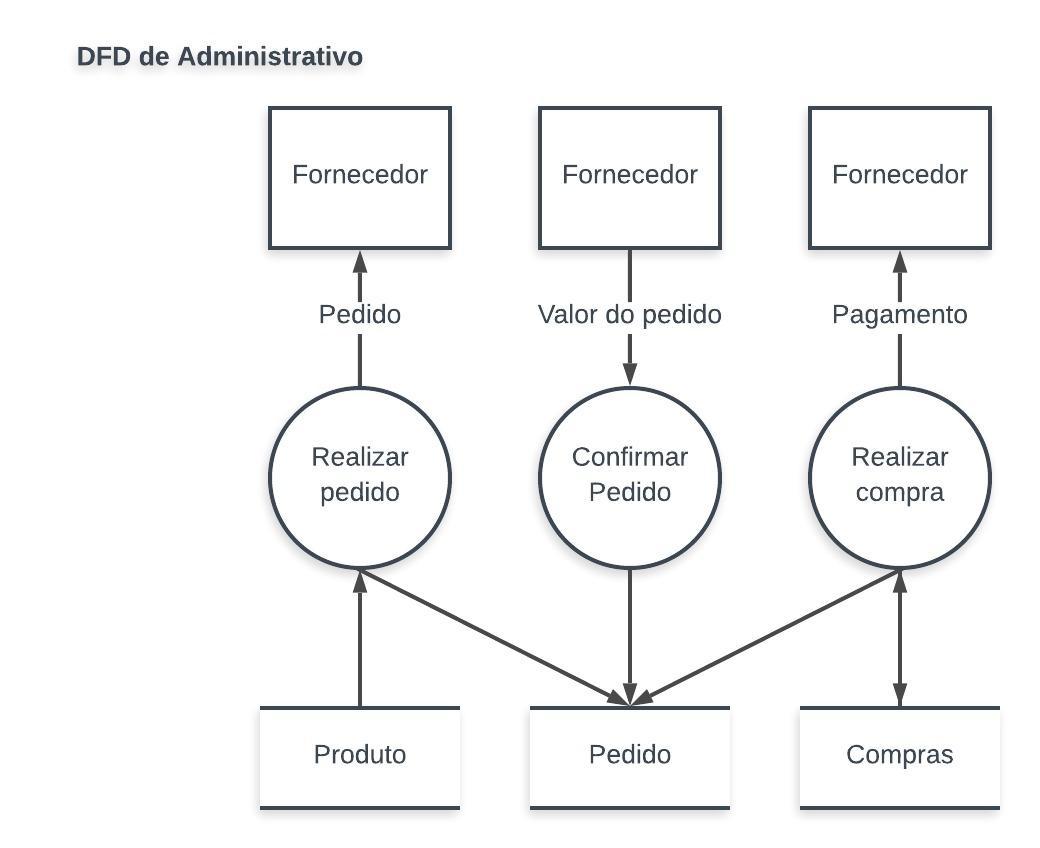 DFD de Administrativo
Fornecedor
Fornecedor
Fornecedor
Pedido
Valor do pedido
Pagamento
Realizar
pedido
Confirmar
Pedido
Realizar
compra
Produto
Pedido
Compras